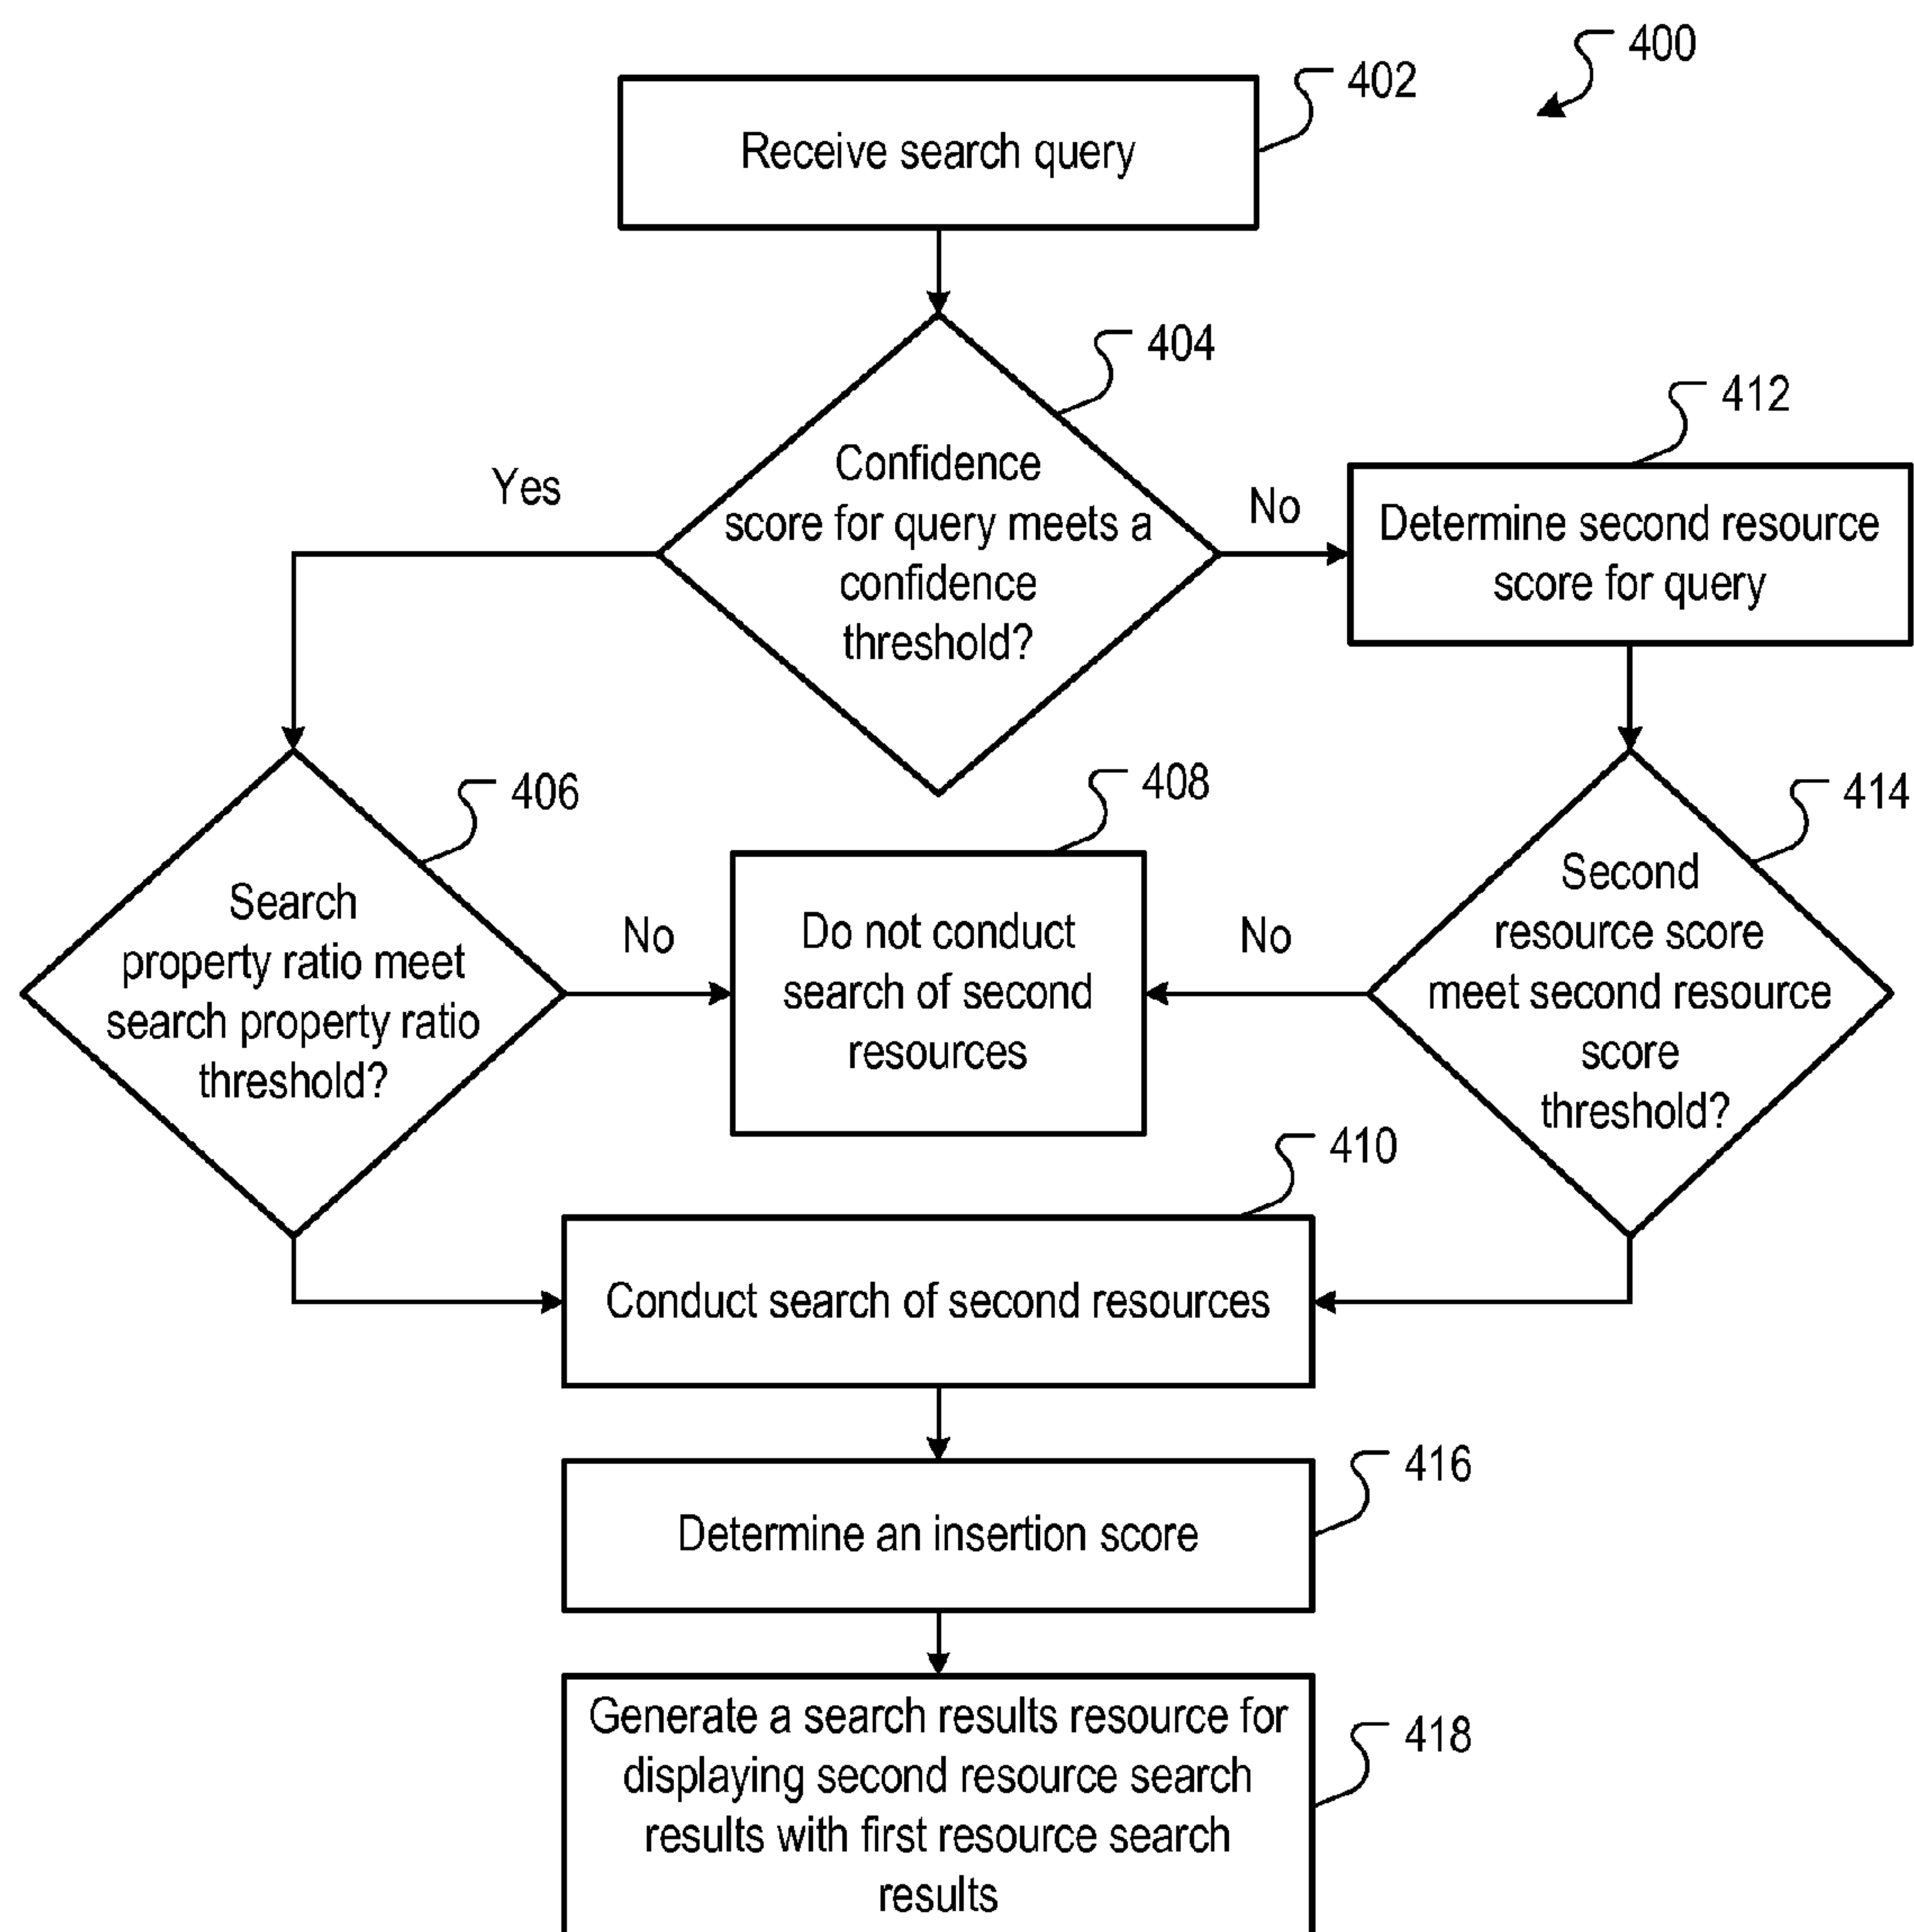 400
402
Receive search query
404
Confidence
score for query meets a
confidence
threshold?
Yes
No
412
Determine second resource
score for query
406
Search
property ratio meet
search property ratio
threshold?
No
408
Do not conduct
search of second
resources
No
414
Second
resource score
meet second resource
score
threshold?
410
Conduct search of second resources
416
Determine an insertion score
418
Generate a search results resource for
displaying second resource search
results with first resource search
results